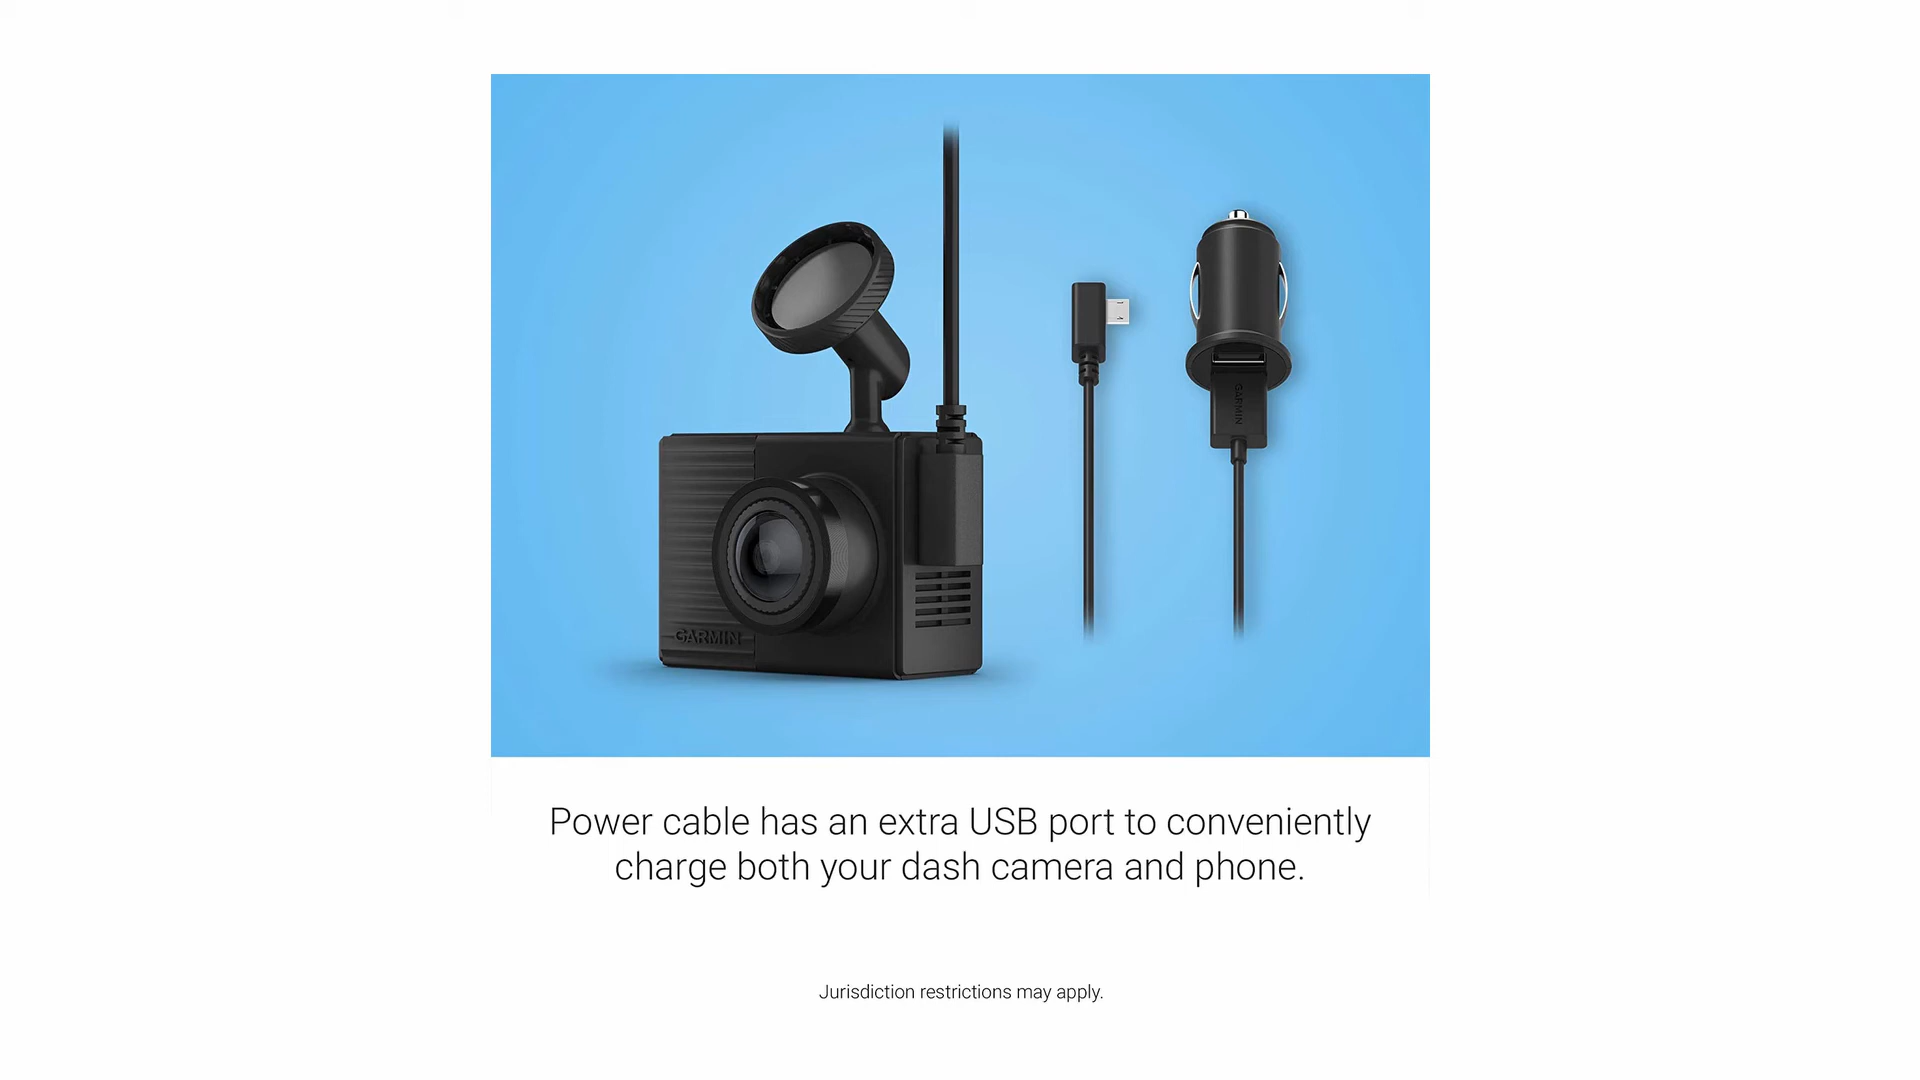 GARMIN
GARMIN
Power cable has an extra USB port to conveniently
charge both your dash camera and phone.
Jurisdiction restrictions may apply.